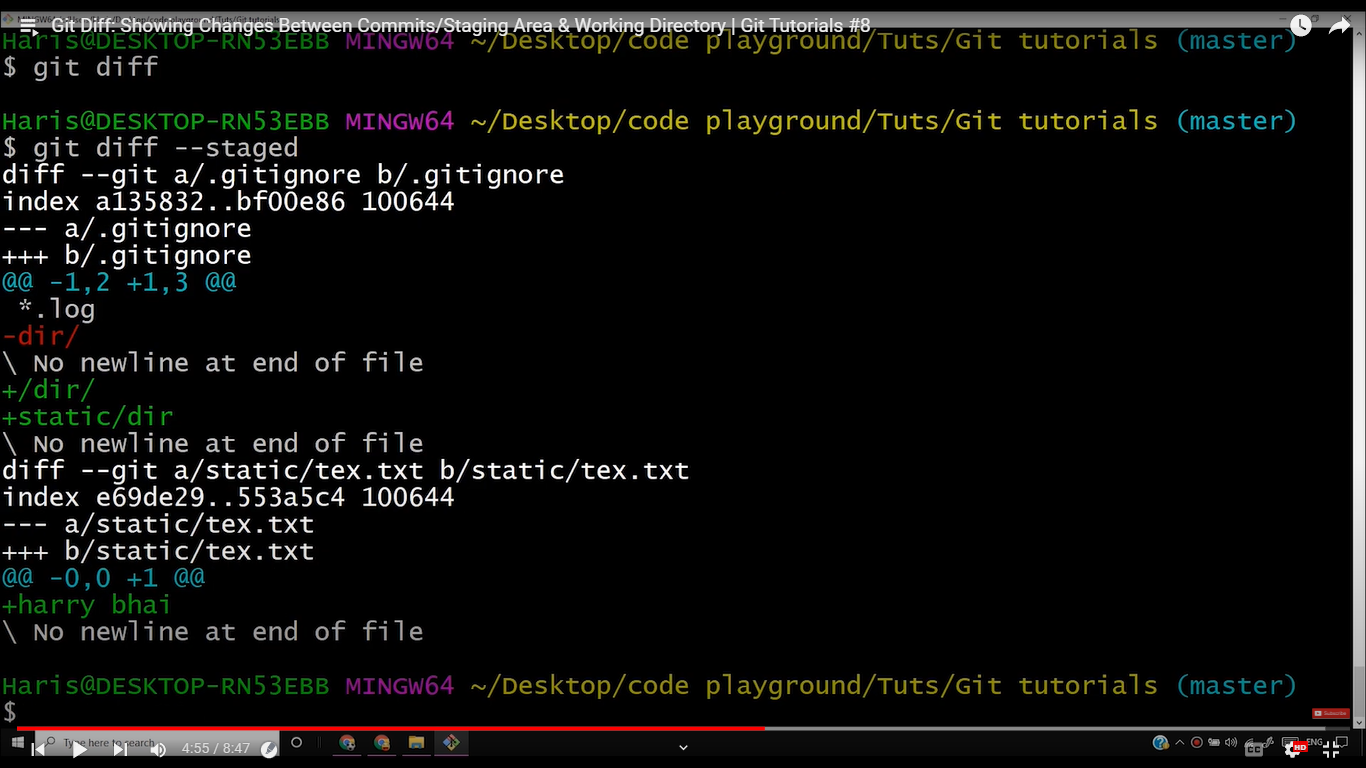 Git Diff: Showing Changes Between Commits/Staging Area & Working Directory | Git Tutorials #8
Haris@DESKTOP-RN53EBB MINGW64 ~/Desktop/code playground/Tuts/Git tutorials (master)
$ git diff
Haris@DESKTOP-RN53EBB MINGW64 ~/Desktop/code playground/Tuts/Git tutorials (master)
$ git diff --staged
diff --git a/.gitignore b/.gitignore
index a135832..bf00e86 100644
--- a/.gitignore
+++ b/.gitignore
@@ -1,2 +1,3 @@
 *.log
-dir/
\ No newline at end of file
+/dir/
+static/dir
\ No newline at end of file
diff --git a/static/tex.txt b/static/tex.txt
index e69de29..553a5c4 100644
--- a/static/tex.txt
+++ b/static/tex.txt
@@ -0,0 +1 @@
+harry bhai
\ No newline at end of file
Haris@DESKTOP-RN53EBB MINGW64 ~/Desktop/code playground/Tuts/Git tutorials (master)
$
Subscribe
Type here to search
4:55 / 8:47
ENG
CC
HD